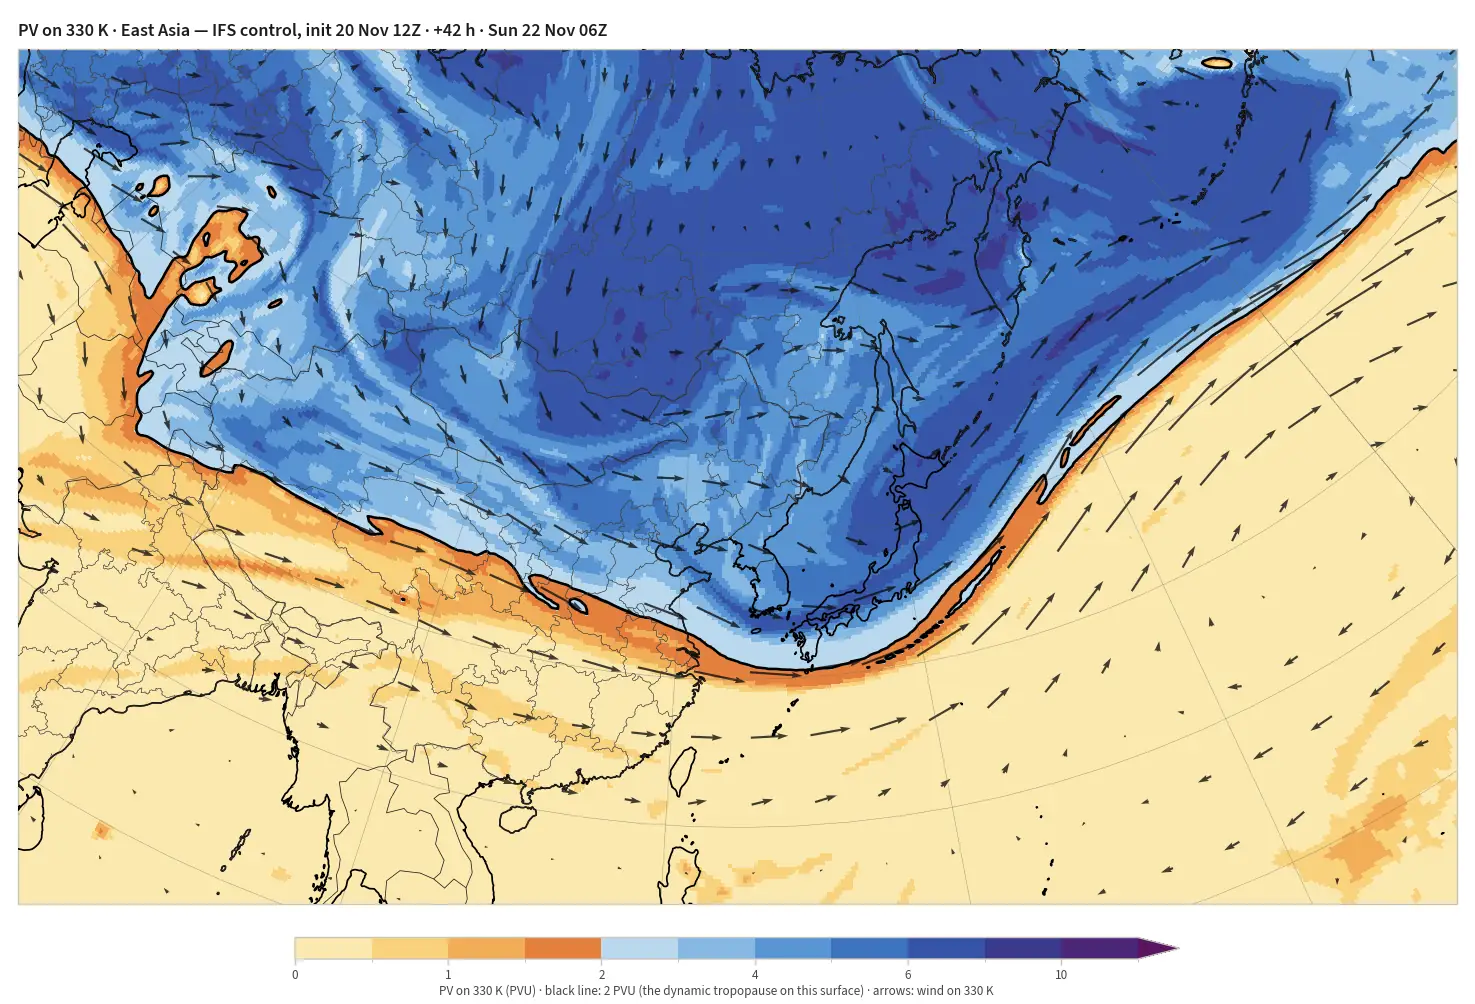 PV on 330 K · East Asia — IFS control, init 20 Nov 12Z · +42 h · Sun 22 Nov 06Z
0 1 2 4 6 10
PV on 330 K (PVU) · black line: 2 PVU (the dynamic tropopause on this surface) · arrows: wind on 330 K